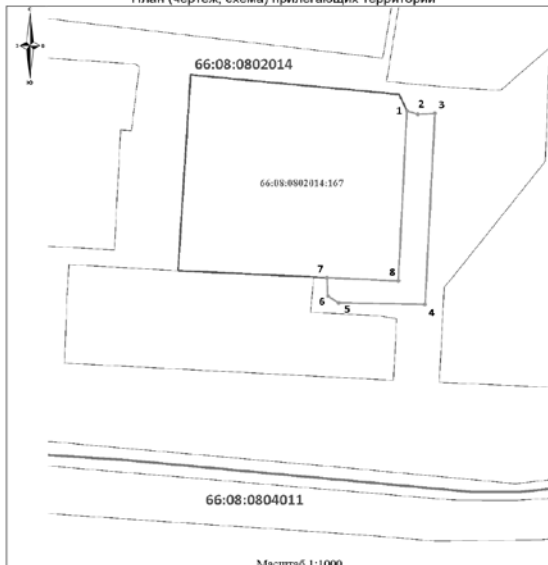 План (чертеж, схема) прилегающих территорий
С
З В
Ю
66:08:0802014
1 2 3
66:08:0802014:167
7 8
6 5 4
66:08:0804011
Масштаб 1:1000